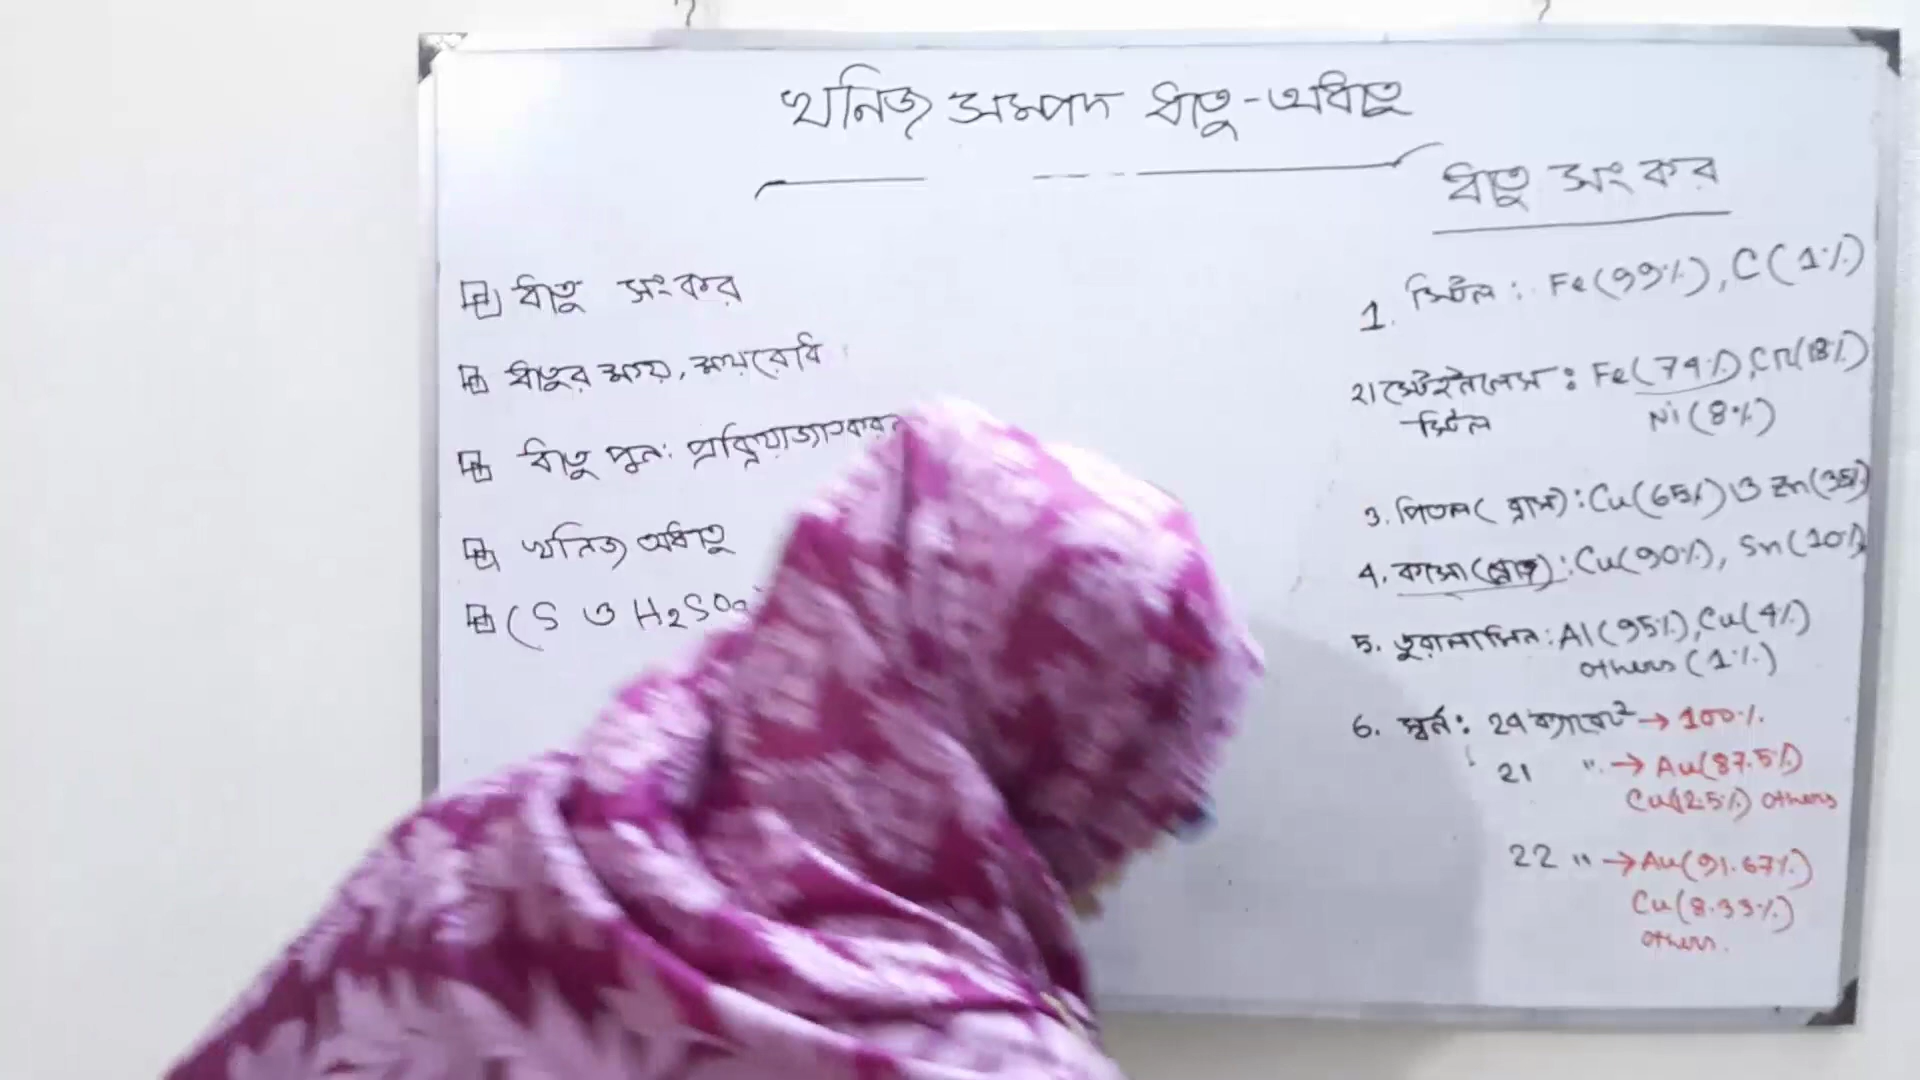 খনিজ সম্পদ ধাতু-অধাতু
ধাতু সংকর
ধাতু সংকর
ধাতুর ক্ষয়, ক্ষয়রোধ
ধাতু পুন: প্রক্রিয়াজাতকরণ
খনিজ অধাতু
(S ও H2SO4
1. স্টিল: Fe(99%), C(1%)
২। স্টেইনলেস: Fe(74%), Cr(18%)
স্টিল Ni(8%)
3. পিতল(ব্রাস): Cu(65%) ও Zn(35%)
4. কাসা: Cu(90%), Sn(10%)
5. ডুরালামিন: Al(95%), Cu(4%)
others (1%)
6. স্বর্ন: 24 ক্যারেট → 100%
21 " → Au(87.5%)
Cu(12.5%) others
22 " → Au(91.67%)
Cu(8.33%)
others.